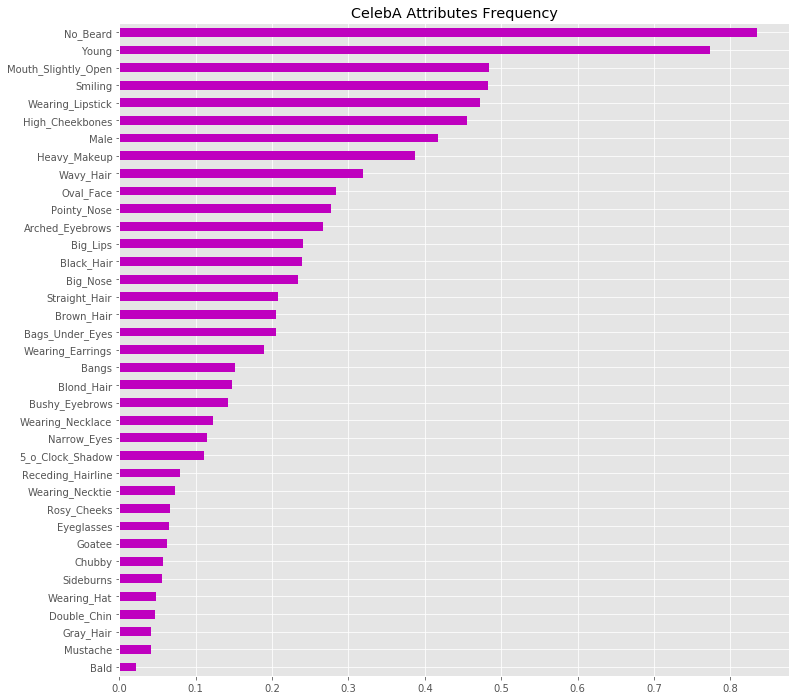 CelebA Attributes Frequency
No_Beard
Young
Mouth_Slightly_Open
Smiling
Wearing_Lipstick
High_Cheekbones
Male
Heavy_Makeup
Wavy_Hair
Oval_Face
Pointy_Nose
Arched_Eyebrows
Big_Lips
Black_Hair
Big_Nose
Straight_Hair
Brown_Hair
Bags_Under_Eyes
Wearing_Earrings
Bangs
Blond_Hair
Bushy_Eyebrows
Wearing_Necklace
Narrow_Eyes
5_o_Clock_Shadow
Receding_Hairline
Wearing_Necktie
Rosy_Cheeks
Eyeglasses
Goatee
Chubby
Sideburns
Wearing_Hat
Double_Chin
Gray_Hair
Mustache
Bald
0.0 0.1 0.2 0.3 0.4 0.5 0.6 0.7 0.8